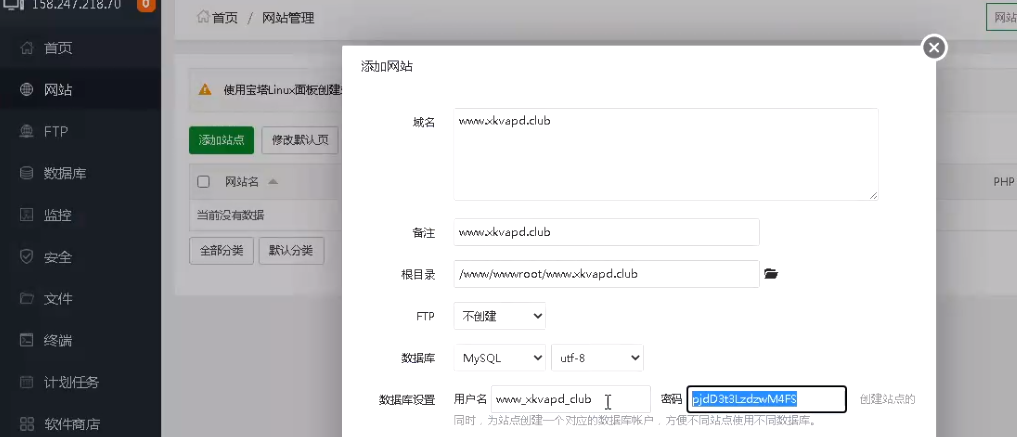 158.247.218.70 0
首页 / 网站管理
网站
首页
网站
FTP
数据库
监控
安全
文件
终端
计划任务
软件商店
使用宝塔Linux面板创建
添加站点 修改默认页
网站名
PHP
当前没有数据
全部分类 默认分类
添加网站
域名 www.xkvapd.club
备注 www.xkvapd.club
根目录 /www/wwwroot/www.xkvapd.club
FTP 不创建
数据库 MySQL utf-8
数据库设置 用户名 www_xkvapd_club 密码 pjdD3t3LzdzwM4FS 创建站点的
同时，为站点创建一个对应的数据库帐户，方便不同站点使用不同数据库。